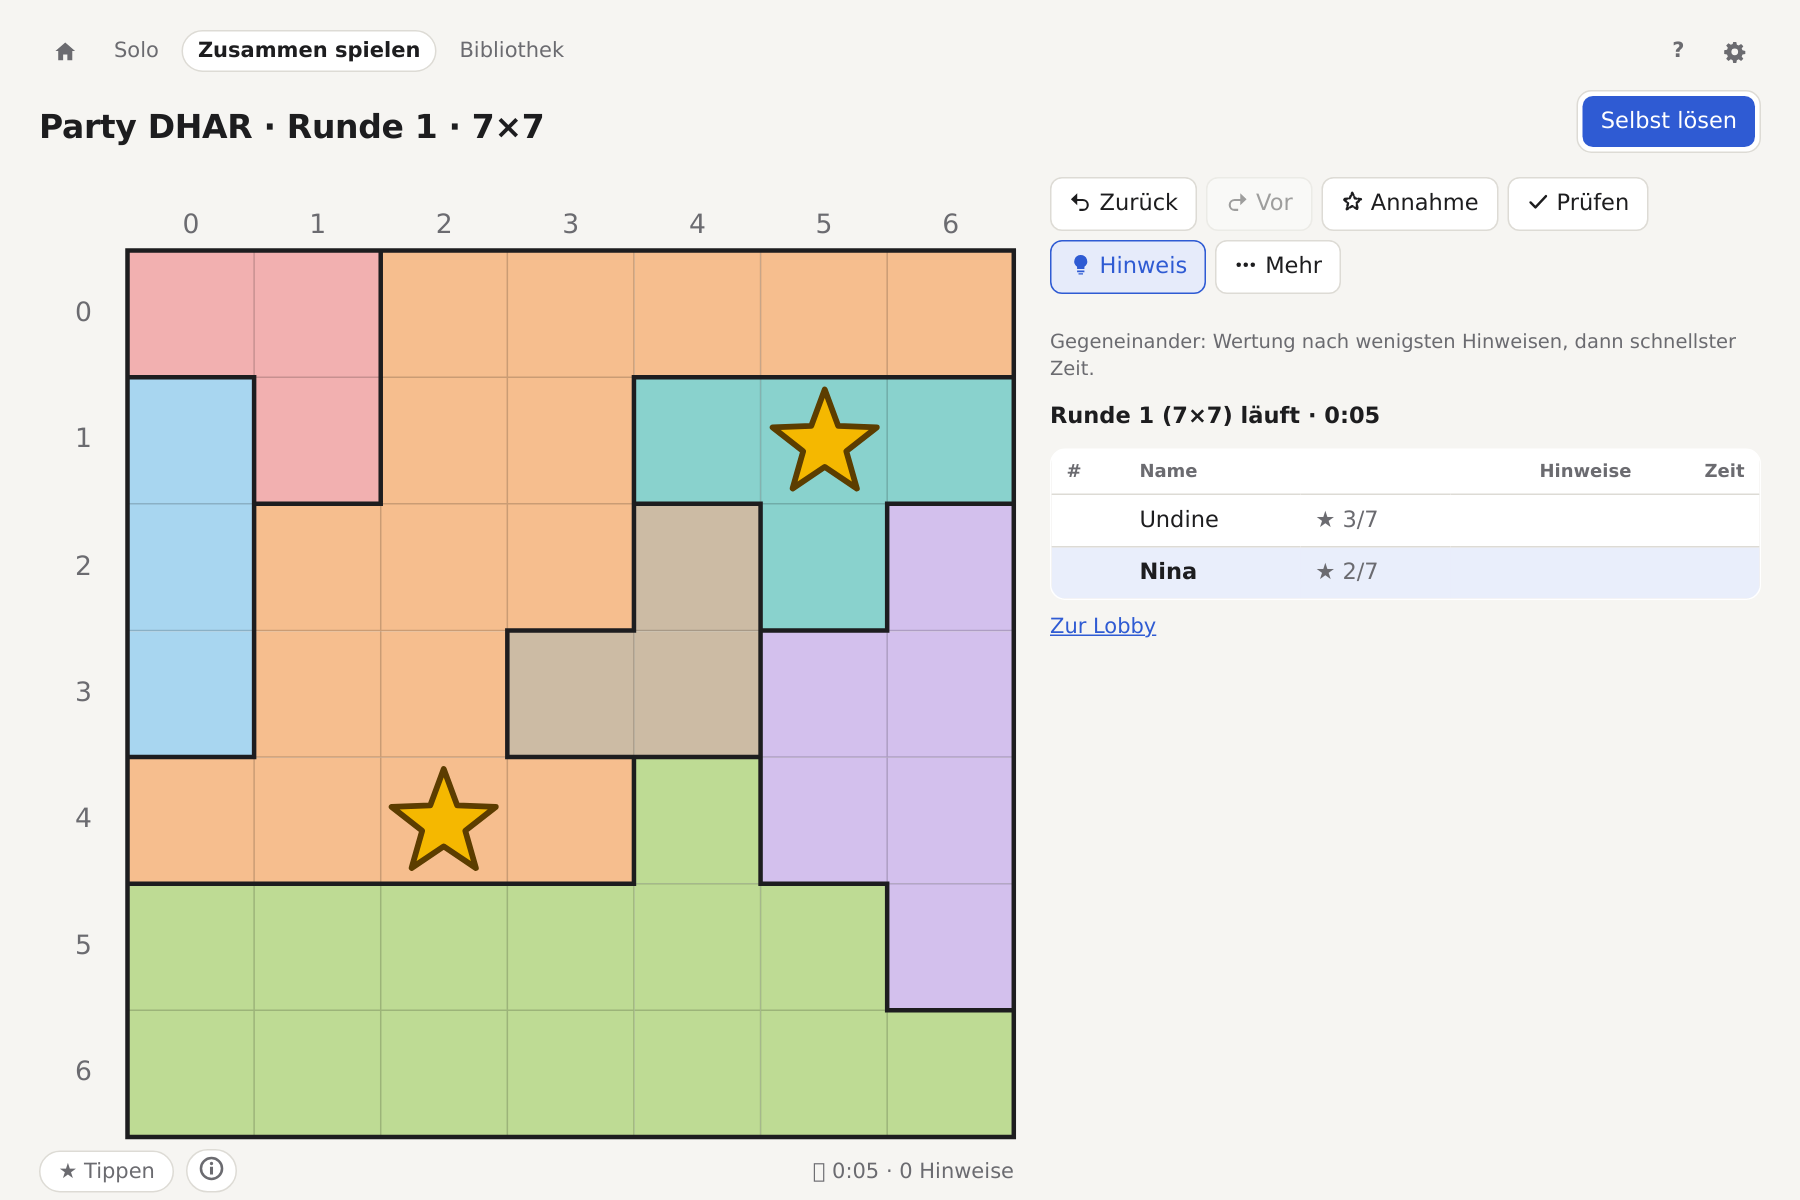 Solo Zusammen spielen Bibliothek ?
Party DHAR · Runde 1 · 7×7
Selbst lösen
Zurück Vor Annahme Prüfen
Hinweis Mehr
Gegeneinander: Wertung nach wenigsten Hinweisen, dann schnellster
Zeit.
Runde 1 (7×7) läuft · 0:05
# Name Hinweise Zeit
Undine ★ 3/7
Nina ★ 2/7
Zur Lobby
0 1 2 3 4 5 6
0
1
2
3
4
5
6
★ Tippen
0:05 · 0 Hinweise